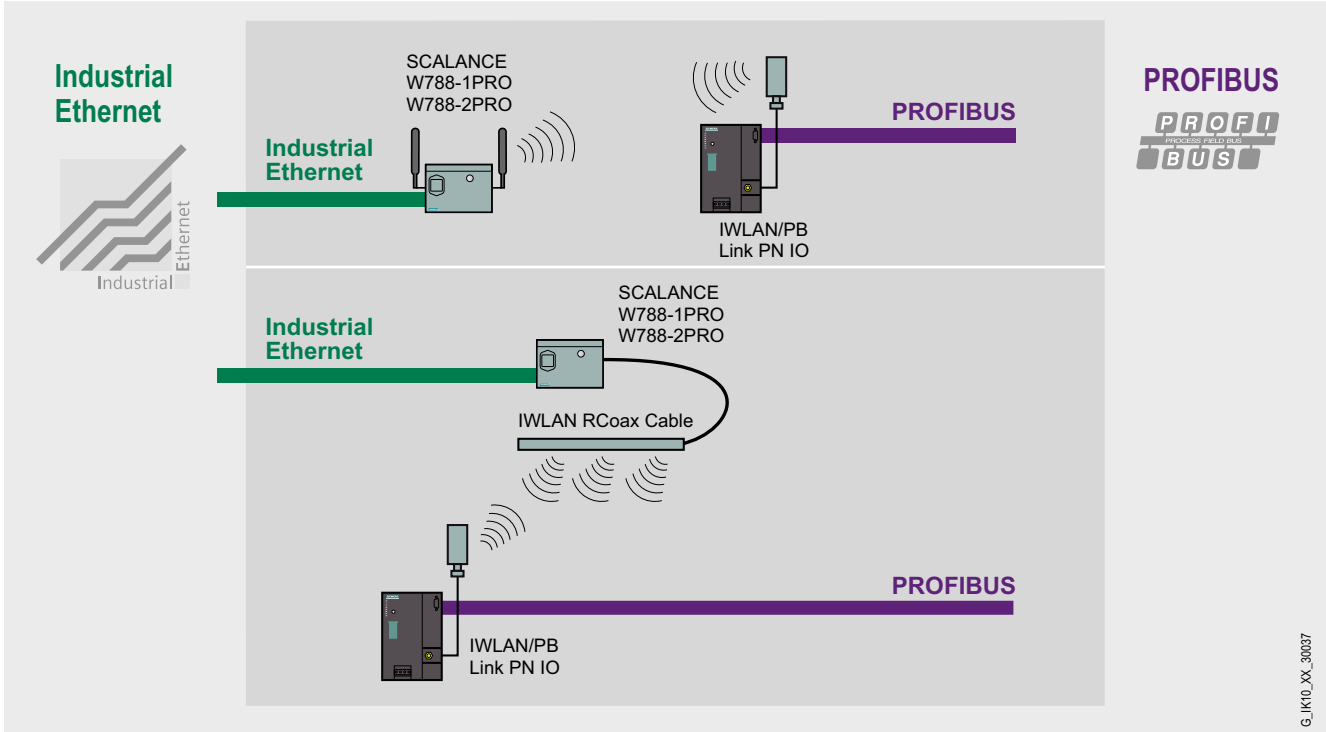 Industrial
Ethernet
Industrial
Ethernet
SCALANCE
W788-1PRO
W788-2PRO
Industrial
Ethernet
PROFIBUS
IWLAN/PB
Link PN IO
PROFIBUS
PROFI
PROCESS FIELD BUS
BUS
SCALANCE
W788-1PRO
W788-2PRO
Industrial
Ethernet
IWLAN RCoax Cable
PROFIBUS
IWLAN/PB
Link PN IO
G_IK10_XX_30037